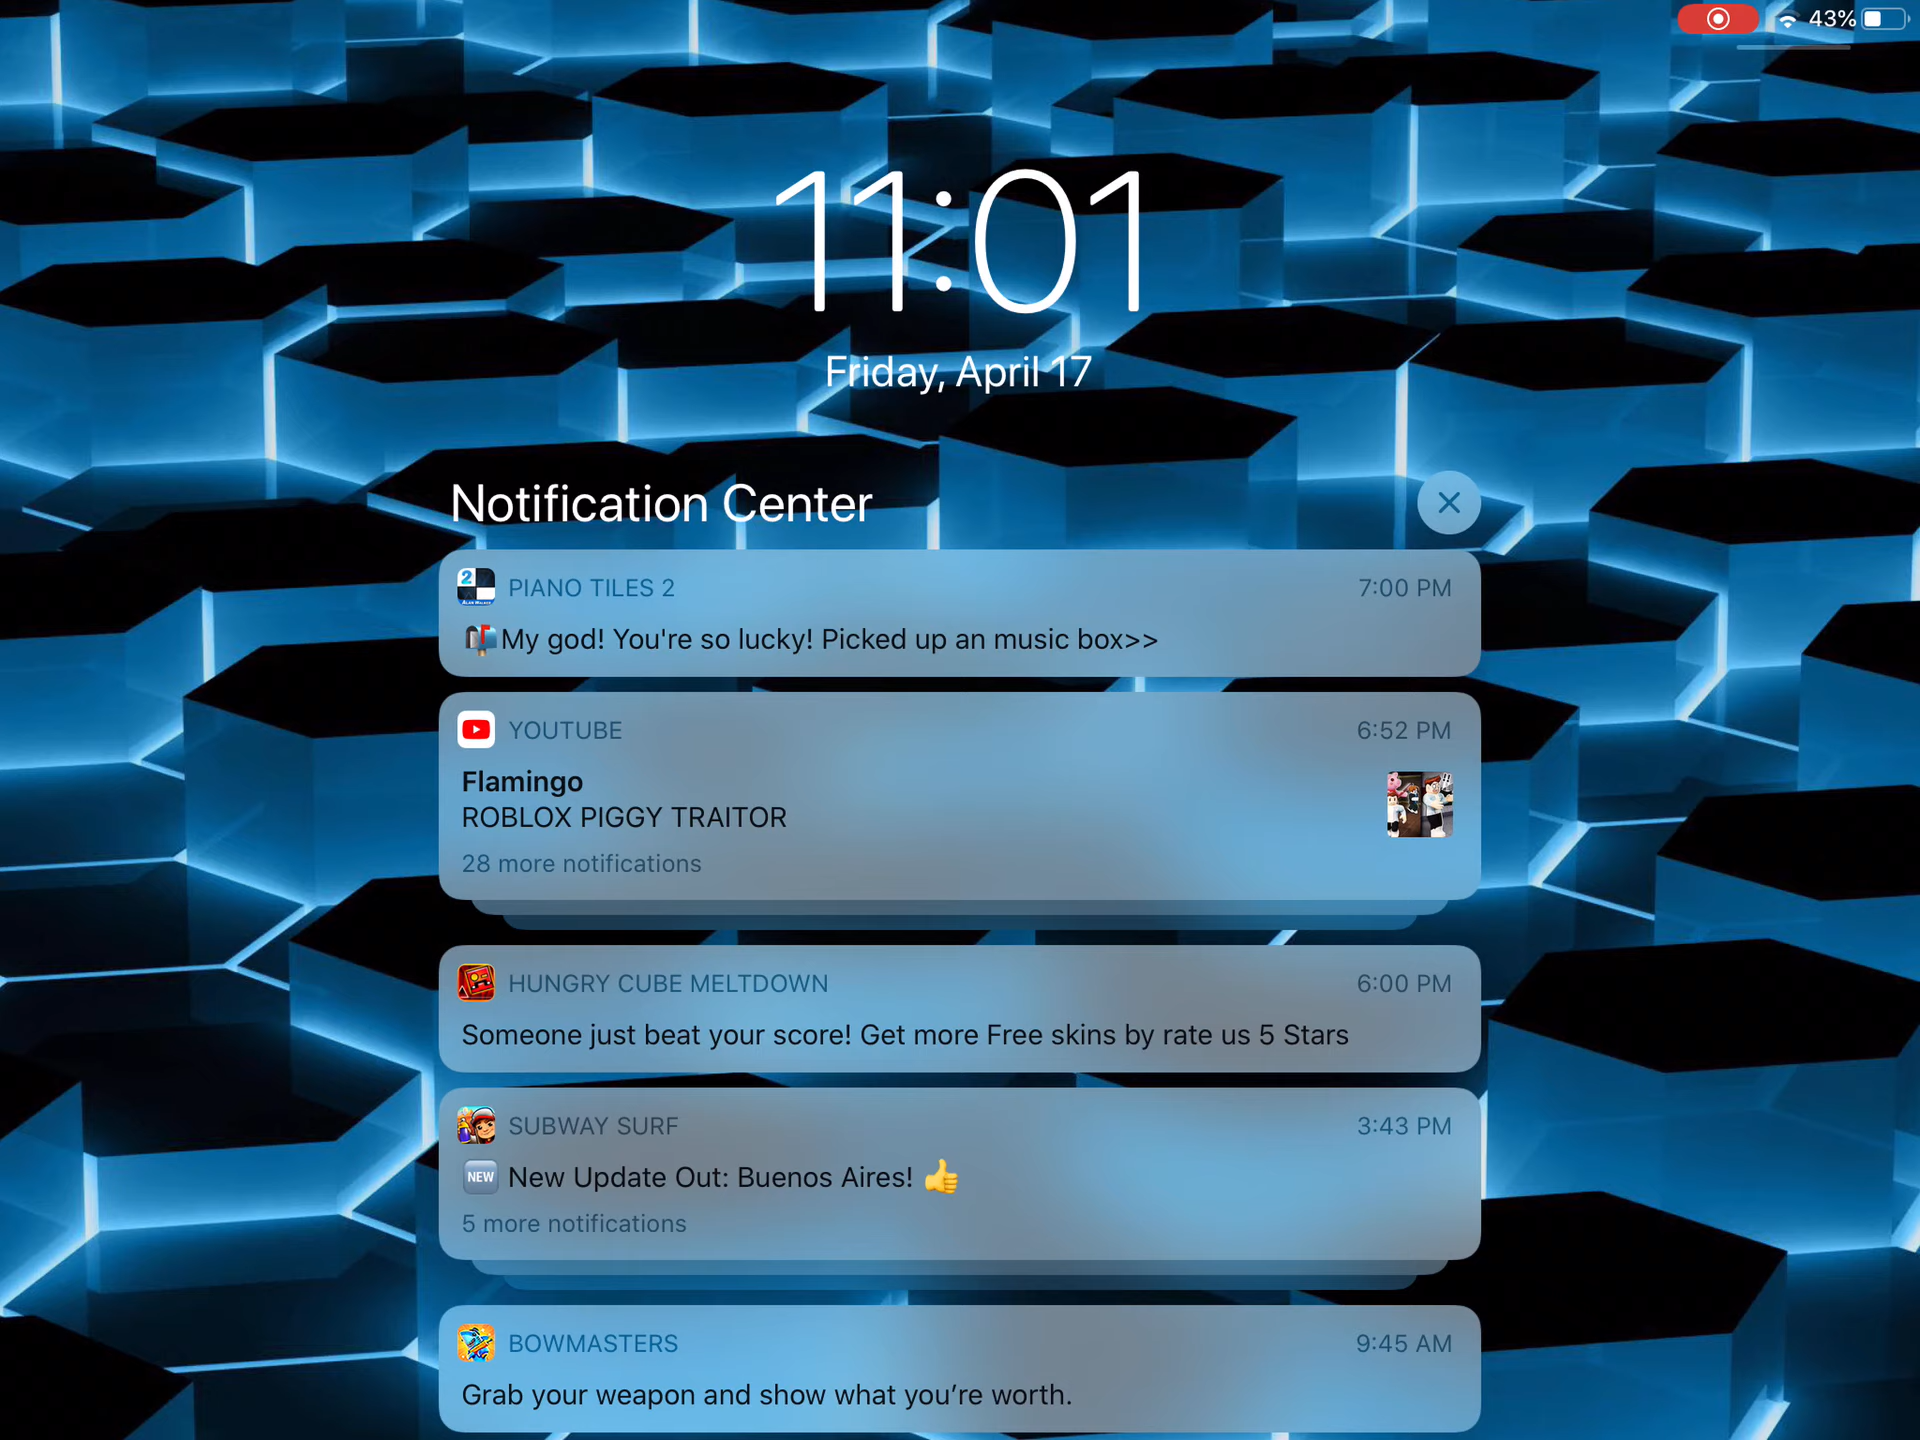 43%
11:01
Friday, April 17
Notification Center
PIANO TILES 2
7:00 PM
📬My god! You're so lucky! Picked up an music box>>
YOUTUBE
6:52 PM
Flamingo
ROBLOX PIGGY TRAITOR
28 more notifications
HUNGRY CUBE MELTDOWN
6:00 PM
Someone just beat your score! Get more Free skins by rate us 5 Stars
SUBWAY SURF
3:43 PM
🆕 New Update Out: Buenos Aires! 👍
5 more notifications
BOWMASTERS
9:45 AM
Grab your weapon and show what you’re worth.